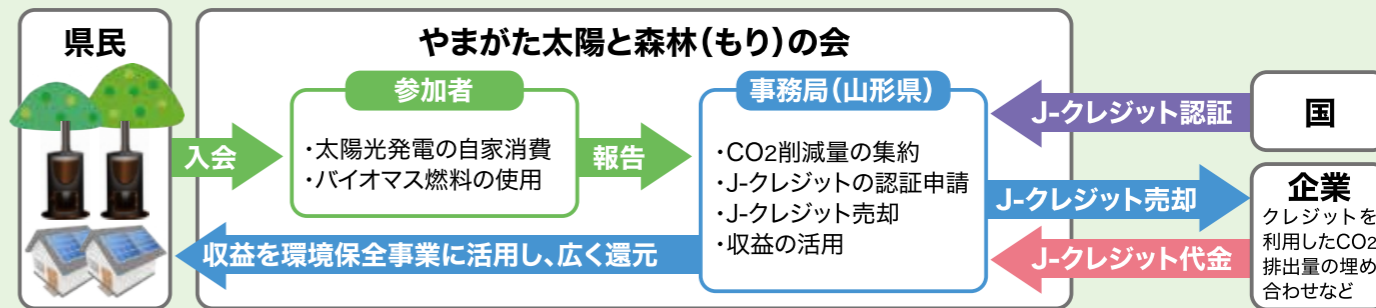 県民
やまがた太陽と森林(もり)の会
参加者
事務局(山形県)
入会
・太陽光発電の自家消費
・バイオマス燃料の使用
報告
・CO2削減量の集約
・J-クレジットの認証申請
・J-クレジット売却
・収益の活用
収益を環境保全事業に活用し、広く還元
J-クレジット認証
国
J-クレジット売却
J-クレジット代金
企業
クレジットを
利用したCO2
排出量の埋め
合わせなど